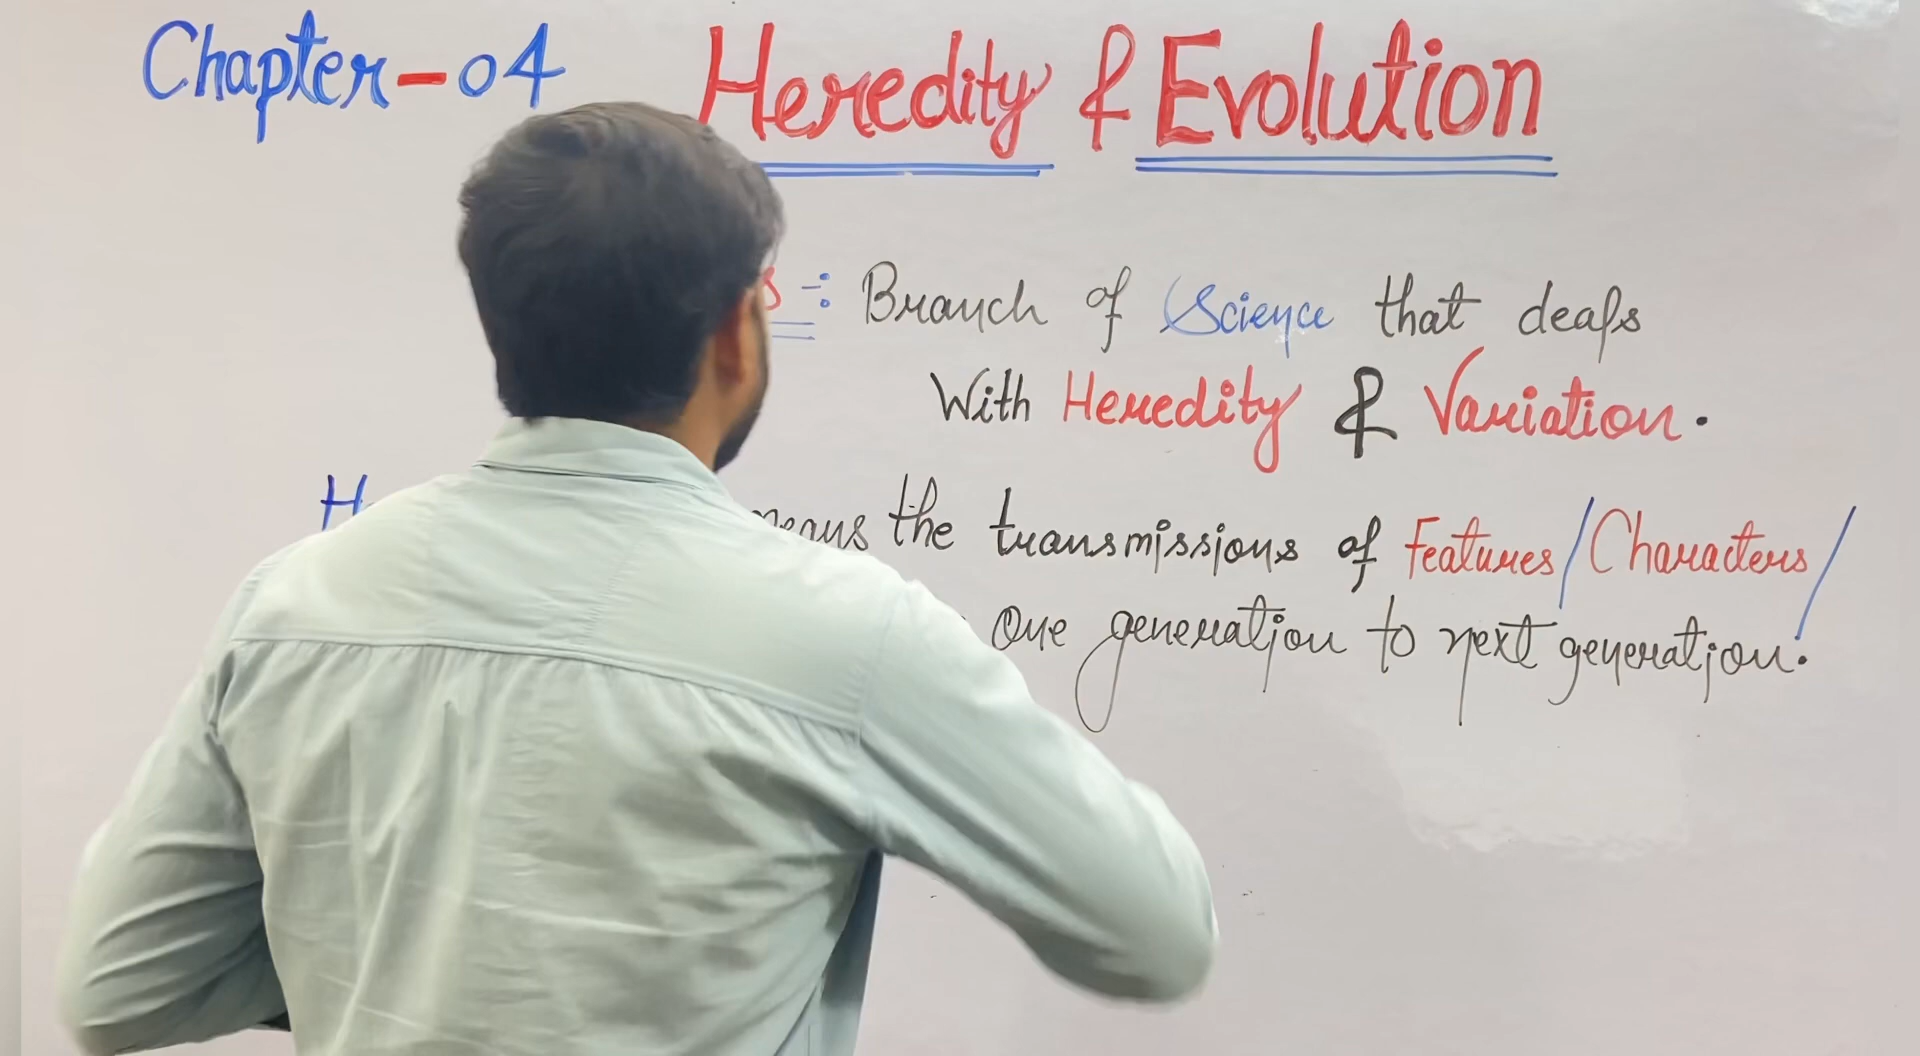 Chapter-04 Heredity & Evolution
:- Branch of Science that deals
With Heredity & Variation.
means the transmissions of Features/Characters/
One generation to next generation.